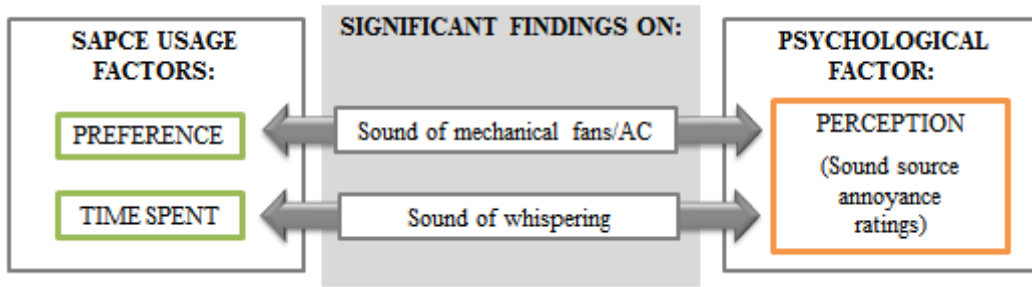 SAPCE USAGE
FACTORS:
PREFERENCE
TIME SPENT
SIGNIFICANT FINDINGS ON:
Sound of mechanical fans/AC
Sound of whispering
PSYCHOLOGICAL
FACTOR:
PERCEPTION
(Sound source
annoyance
ratings)